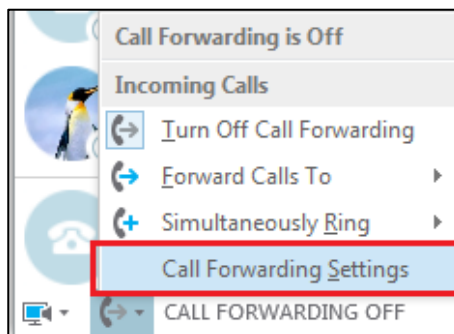 Call Forwarding is Off
Incoming Calls
Turn Off Call Forwarding
Forward Calls To
Simultaneously Ring
Call Forwarding Settings
CALL FORWARDING OFF